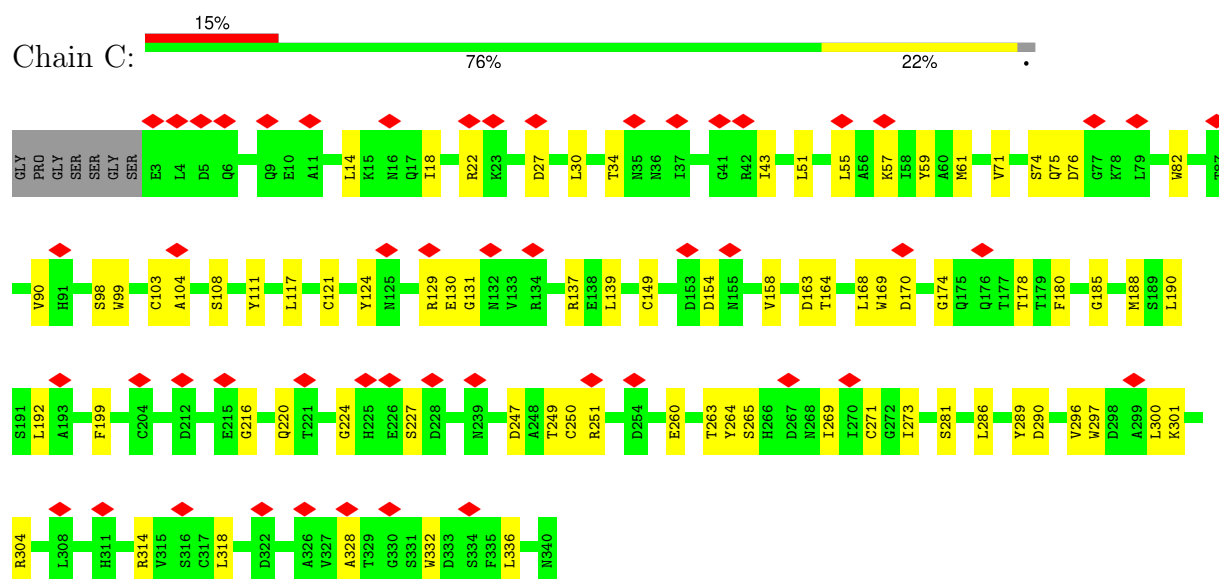 15%
Chain C:
76% 22% •
GLY PRO GLY SER SER GLY SER E3 L4 D5 Q6 Q9 E10 A11 L14 K15 N16 Q17 I18 R22 K23 D27 L30 T34 N35 N36 I37 G41 R42 I43 L51 L55 A56 K57 I58 Y59 A60 M61 V71 S74 Q75 D76 G77 K78 L79 W82 T87
V90 H91 S98 W99 C103 A104 S108 Y111 L117 C121 Y124 N125 R129 E130 G131 N132 V133 R134 R137 E138 L139 C149 D153 D154 N155 V158 D163 T164 L168 W169 D170 G174 Q175 Q176 T177 T178 T179 F180 G185 M188 S189 L190
S191 L192 A193 F199 C204 D212 E215 G216 Q220 T221 G224 H225 E226 S227 D228 N239 D247 A248 T249 C250 R251 D254 E260 T263 Y264 S265 H266 D267 N268 I269 I270 C271 G272 I273 S281 L286 Y289 D290 V296 W297 D298 A299 L300 K301
R304 L308 H311 R314 V315 S316 C317 L318 D322 A326 V327 A328 T329 G330 S331 W332 D333 S334 F335 L336 N340